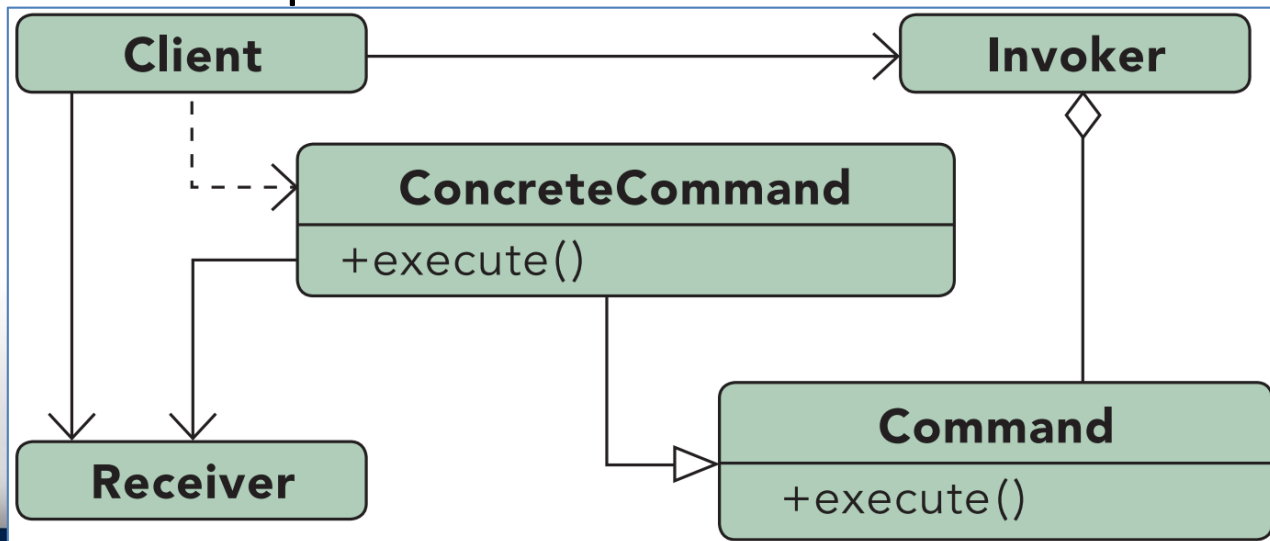 Client
Invoker
ConcreteCommand
+execute()
Receiver
Command
+execute()